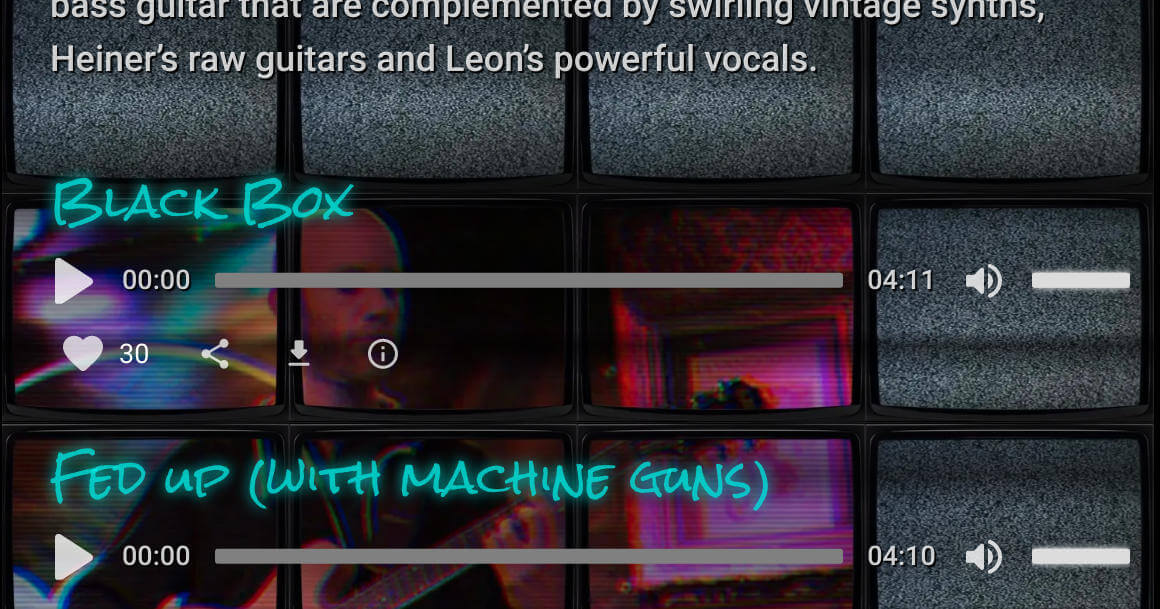 bass guitar that are complemented by swirling vintage synths,
Heiner’s raw guitars and Leon’s powerful vocals.
Black Box
00:00 04:11
30
Fed up (with machine guns)
00:00 04:10